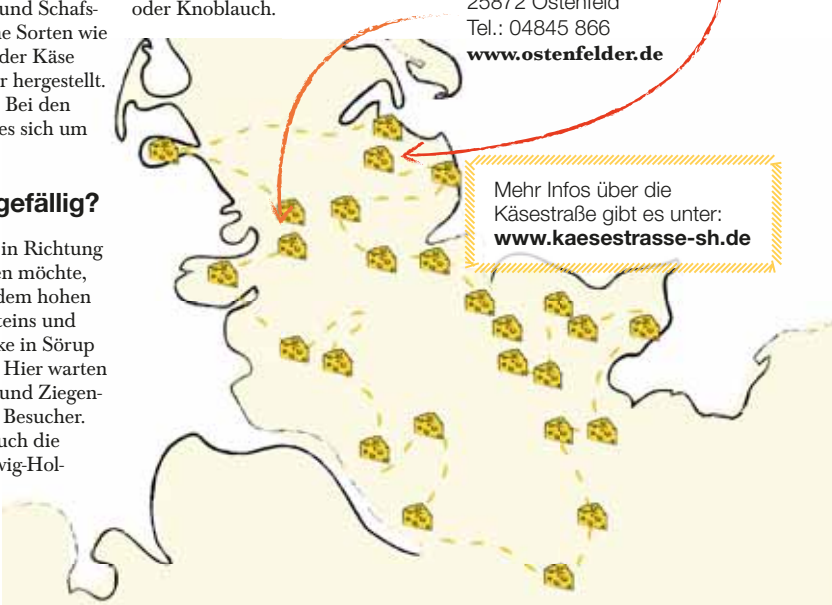 und Schafs-
ne Sorten wie
der Käse
r hergestellt.
Bei den
es sich um
gefällig?
in Richtung
en möchte,
dem hohen
teins und
ke in Sörup
Hier warten
und Ziegen-
Besucher.
uch die
wig-Hol-
oder Knoblauch.
25872 Ostenfeld
Tel.: 04845 866
www.ostenfelder.de
Mehr Infos über die
Käsestraße gibt es unter:
www.kaesestrasse-sh.de